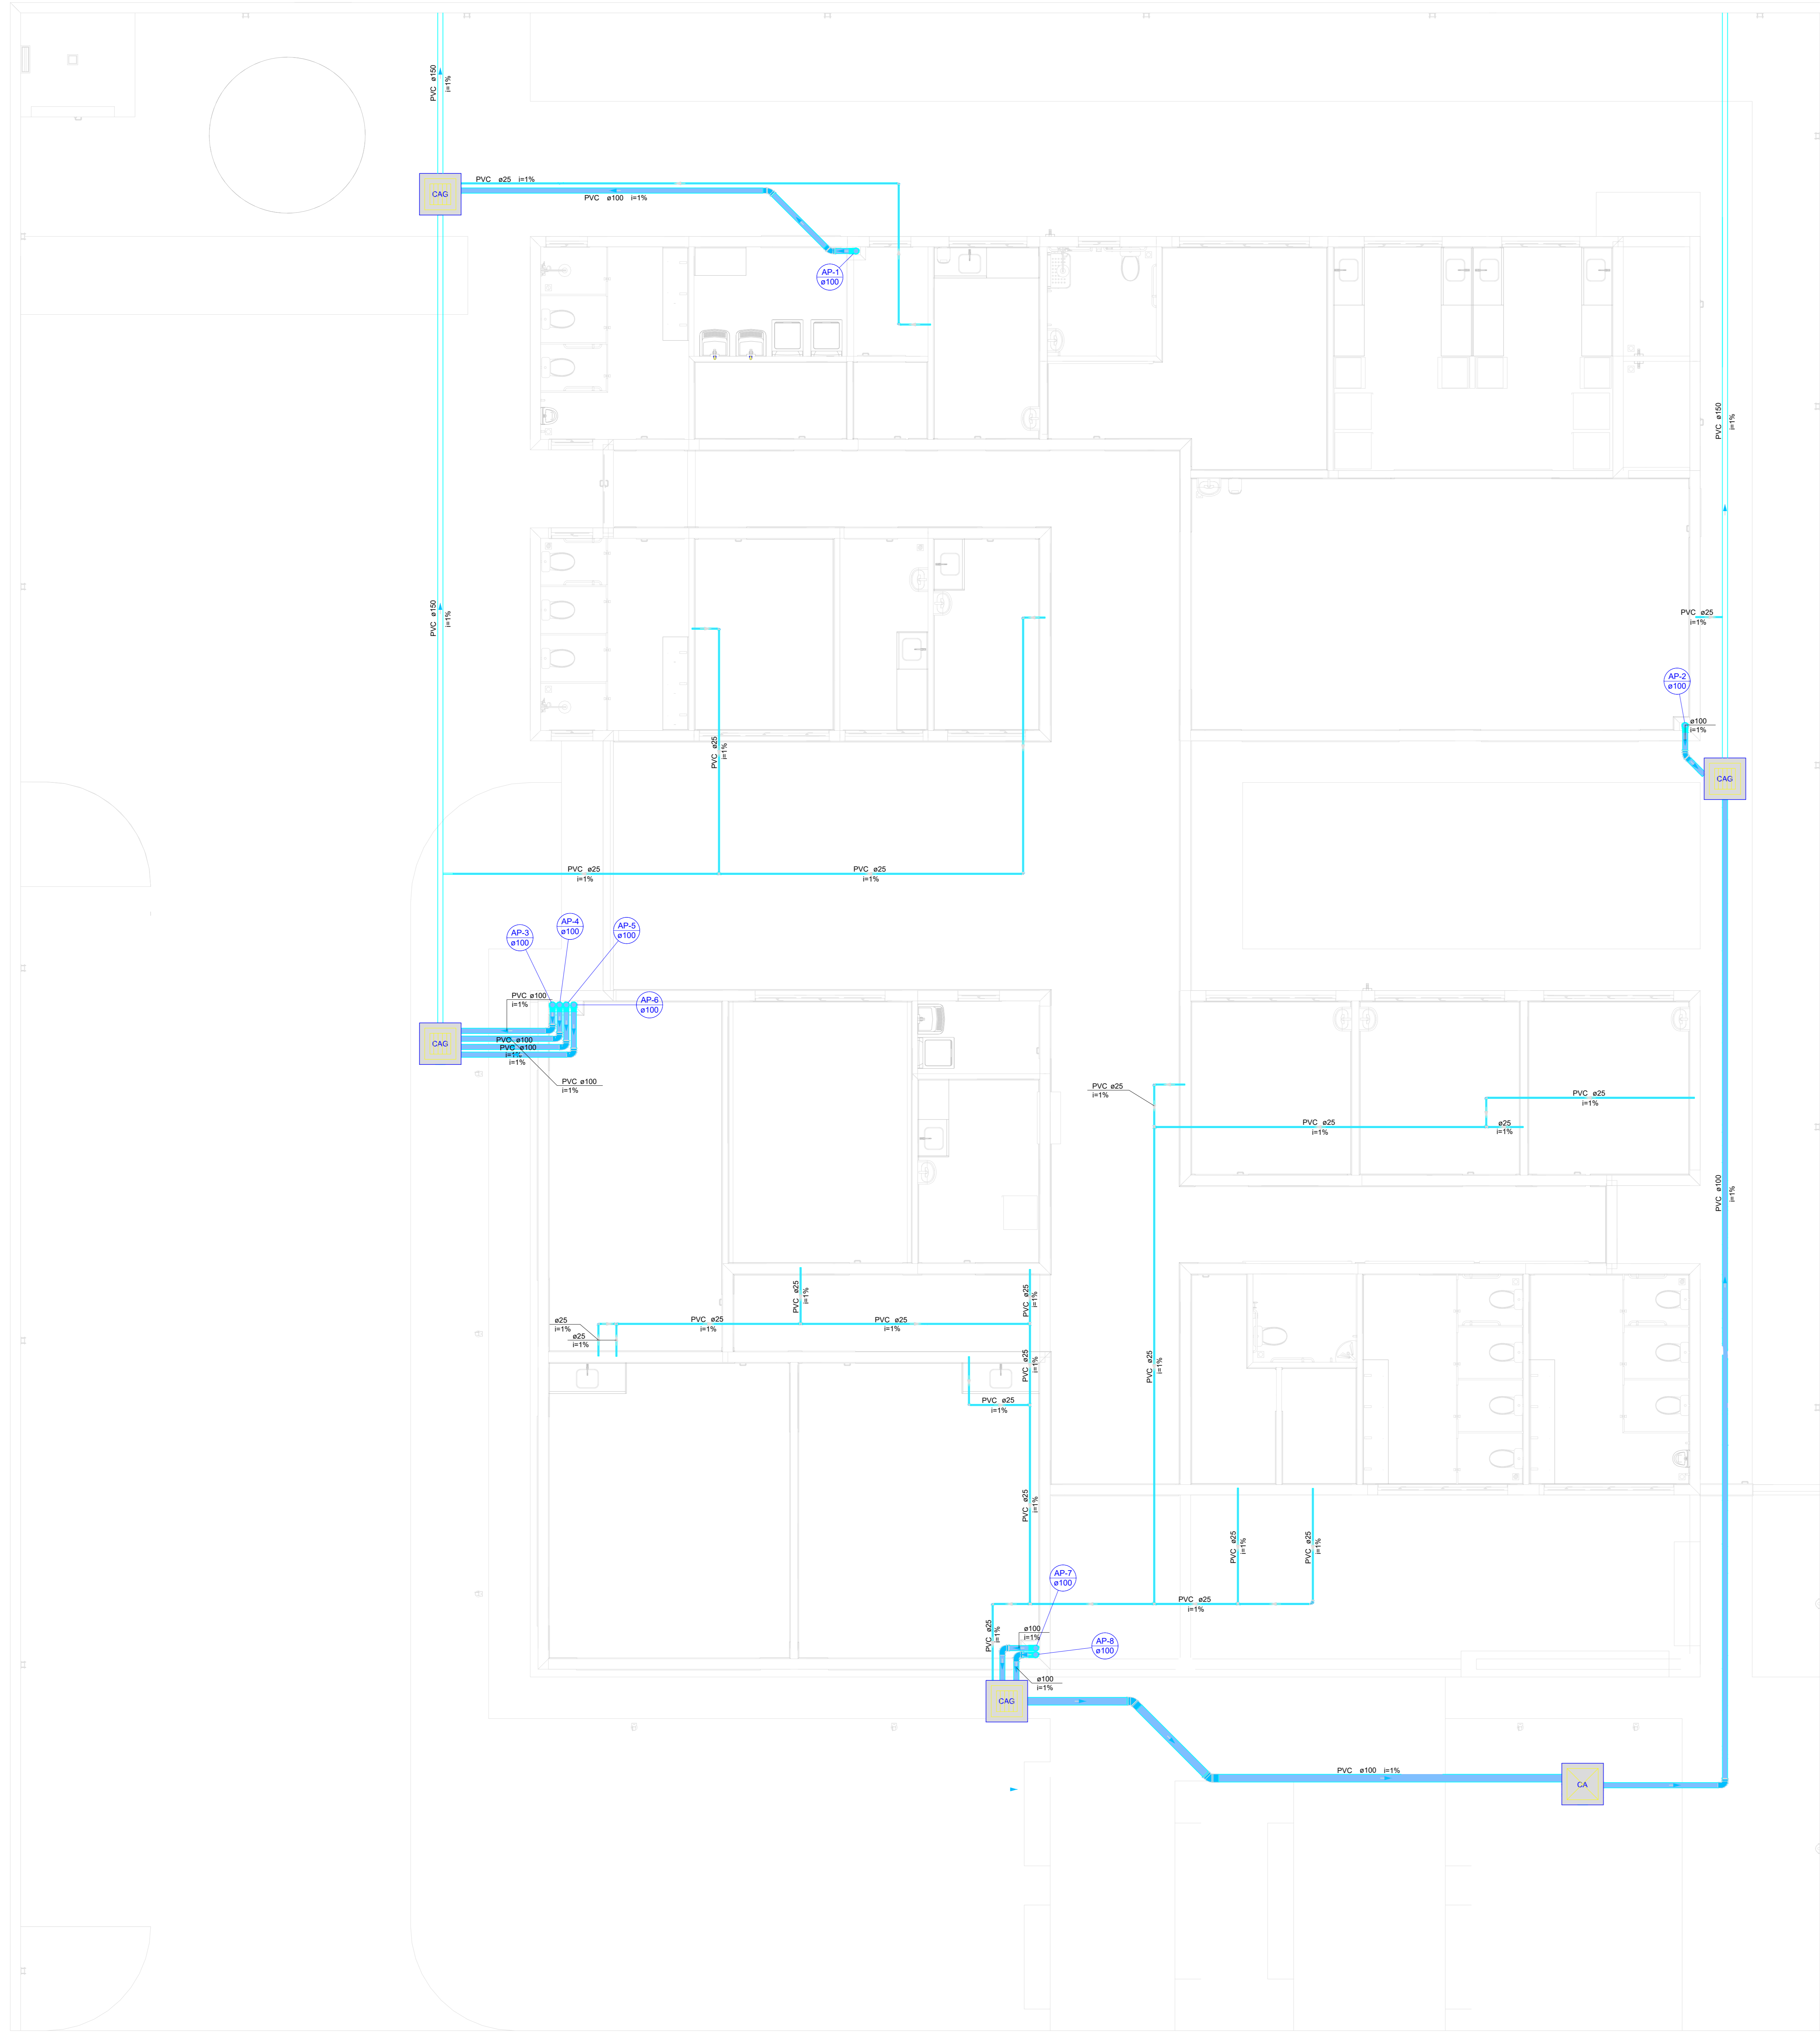 PVC ø150
i=1%
CAG
PVC ø25 i=1%
PVC ø100 i=1%
AP-1
ø100
PVC ø150
i=1%
PVC ø150
i=1%
PVC ø25
i=1%
AP-2
ø100
ø100
i=1%
CAG
PVC ø25
i=1%
PVC ø25
i=1%
PVC ø25
i=1%
AP-3
ø100
AP-4
ø100
AP-5
ø100
AP-6
ø100
PVC ø100
i=1%
CAG
PVC ø100
PVC ø100
i=1%
i=1%
PVC ø100
i=1%
PVC ø25
i=1%
PVC ø25
i=1%
PVC ø25
i=1%
ø25
i=1%
PVC ø100
i=1%
PVC ø25
i=1%
PVC ø25
i=1%
ø25
i=1%
ø25
i=1%
PVC ø25
i=1%
PVC ø25
i=1%
PVC ø25
i=1%
PVC ø25
i=1%
PVC ø25
i=1%
PVC ø25
i=1%
PVC ø25
i=1%
PVC ø25
i=1%
PVC ø25
i=1%
AP-7
ø100
PVC ø25
i=1%
ø100
i=1%
AP-8
ø100
ø100
i=1%
CAG
PVC ø100 i=1%
CA